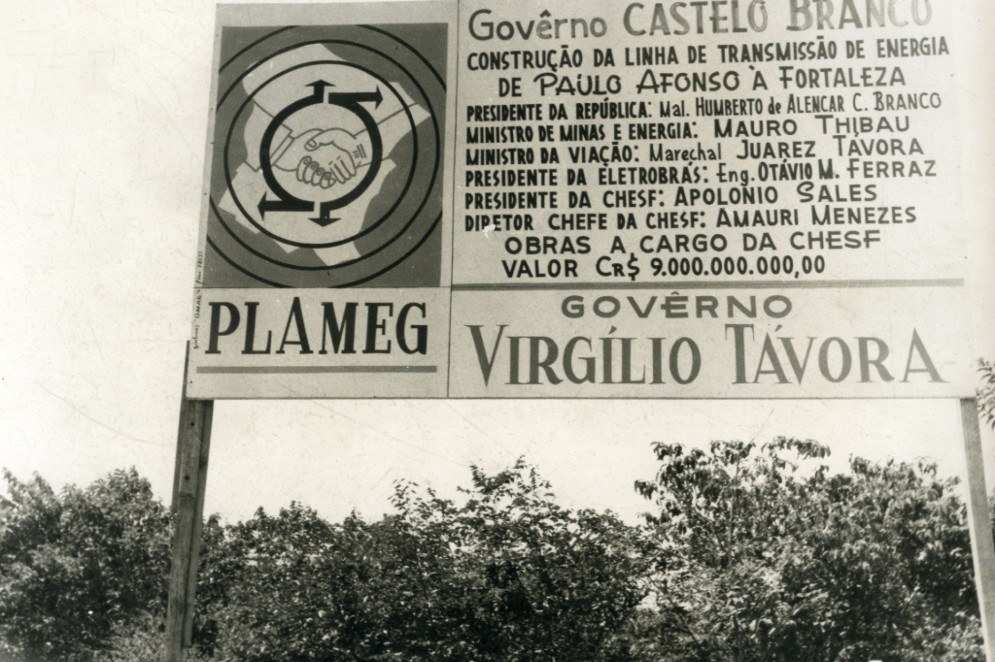 Govêrno CASTELO BRANCO
CONSTRUÇÃO DA LINHA DE TRANSMISSÃO DE ENERGIA
DE PAULO AFONSO À FORTALEZA
PRESIDENTE DA REPÚBLICA: Mal. HUMBERTO de ALENCAR C. BRANCO
MINISTRO DE MINAS E ENERGIA: MAURO THIBAU
MINISTRO DA VIAÇÃO: Marechal JUAREZ TÁVORA
PRESIDENTE DA ELETROBRÁS: Eng. OTÁVIO M. FERRAZ
PRESIDENTE DA CHESF: APOLONIO SALES
DIRETOR CHEFE DA CHESF: AMAURI MENEZES
OBRAS A CARGO DA CHESF
VALOR CR$ 9.000.000.000,00
PLAMEG
GOVÊRNO
VIRGÍLIO TÁVORA